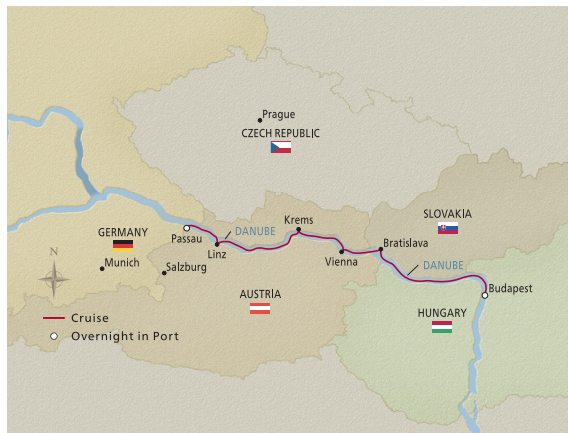 Prague
CZECH REPUBLIC
SLOVAKIA
Krems
GERMANY
DANUBE
Passau
Bratislava
Linz
N
Vienna
DANUBE
Munich
Salzburg
Budapest
AUSTRIA
HUNGARY
Cruise
Overnight in Port